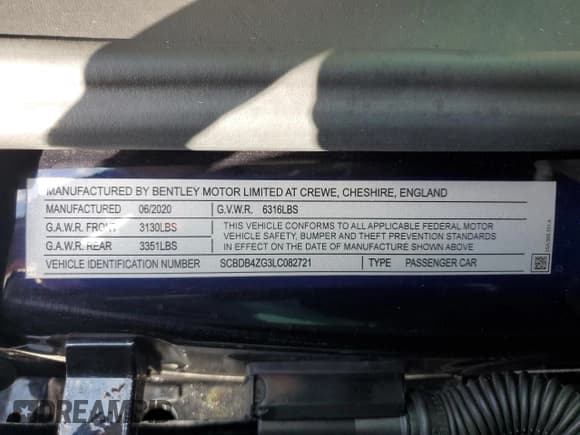 MANUFACTURED BY BENTLEY MOTOR LIMITED AT CREWE, CHESHIRE, ENGLAND
MANUFACTURED 06/2020 G.V.W.R. 6316LBS
G.A.W.R. FRONT 3130LBS
G.A.W.R. REAR 3351LBS
THIS VEHICLE CONFORMS TO ALL APPLICABLE FEDERAL MOTOR
VEHICLE SAFETY, BUMPER AND THEFT PREVENTION STANDARDS
IN EFFECT ON THE DATE OF MANUFACTURE SHOWN ABOVE
VEHICLE IDENTIFICATION NUMBER SCBDB4ZG3LC082721 TYPE PASSENGER CAR
DREAMBID